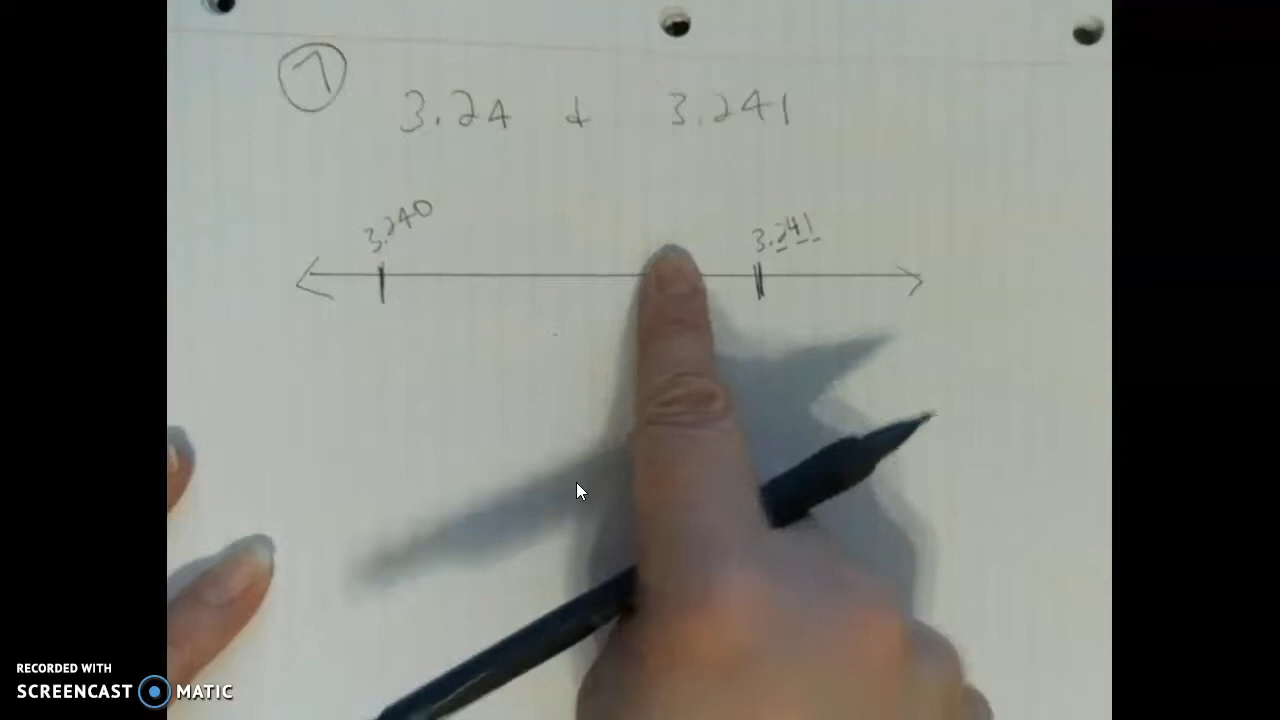 7
3.24 & 3.241
3.240 3.241
RECORDED WITH
SCREENCAST MATIC